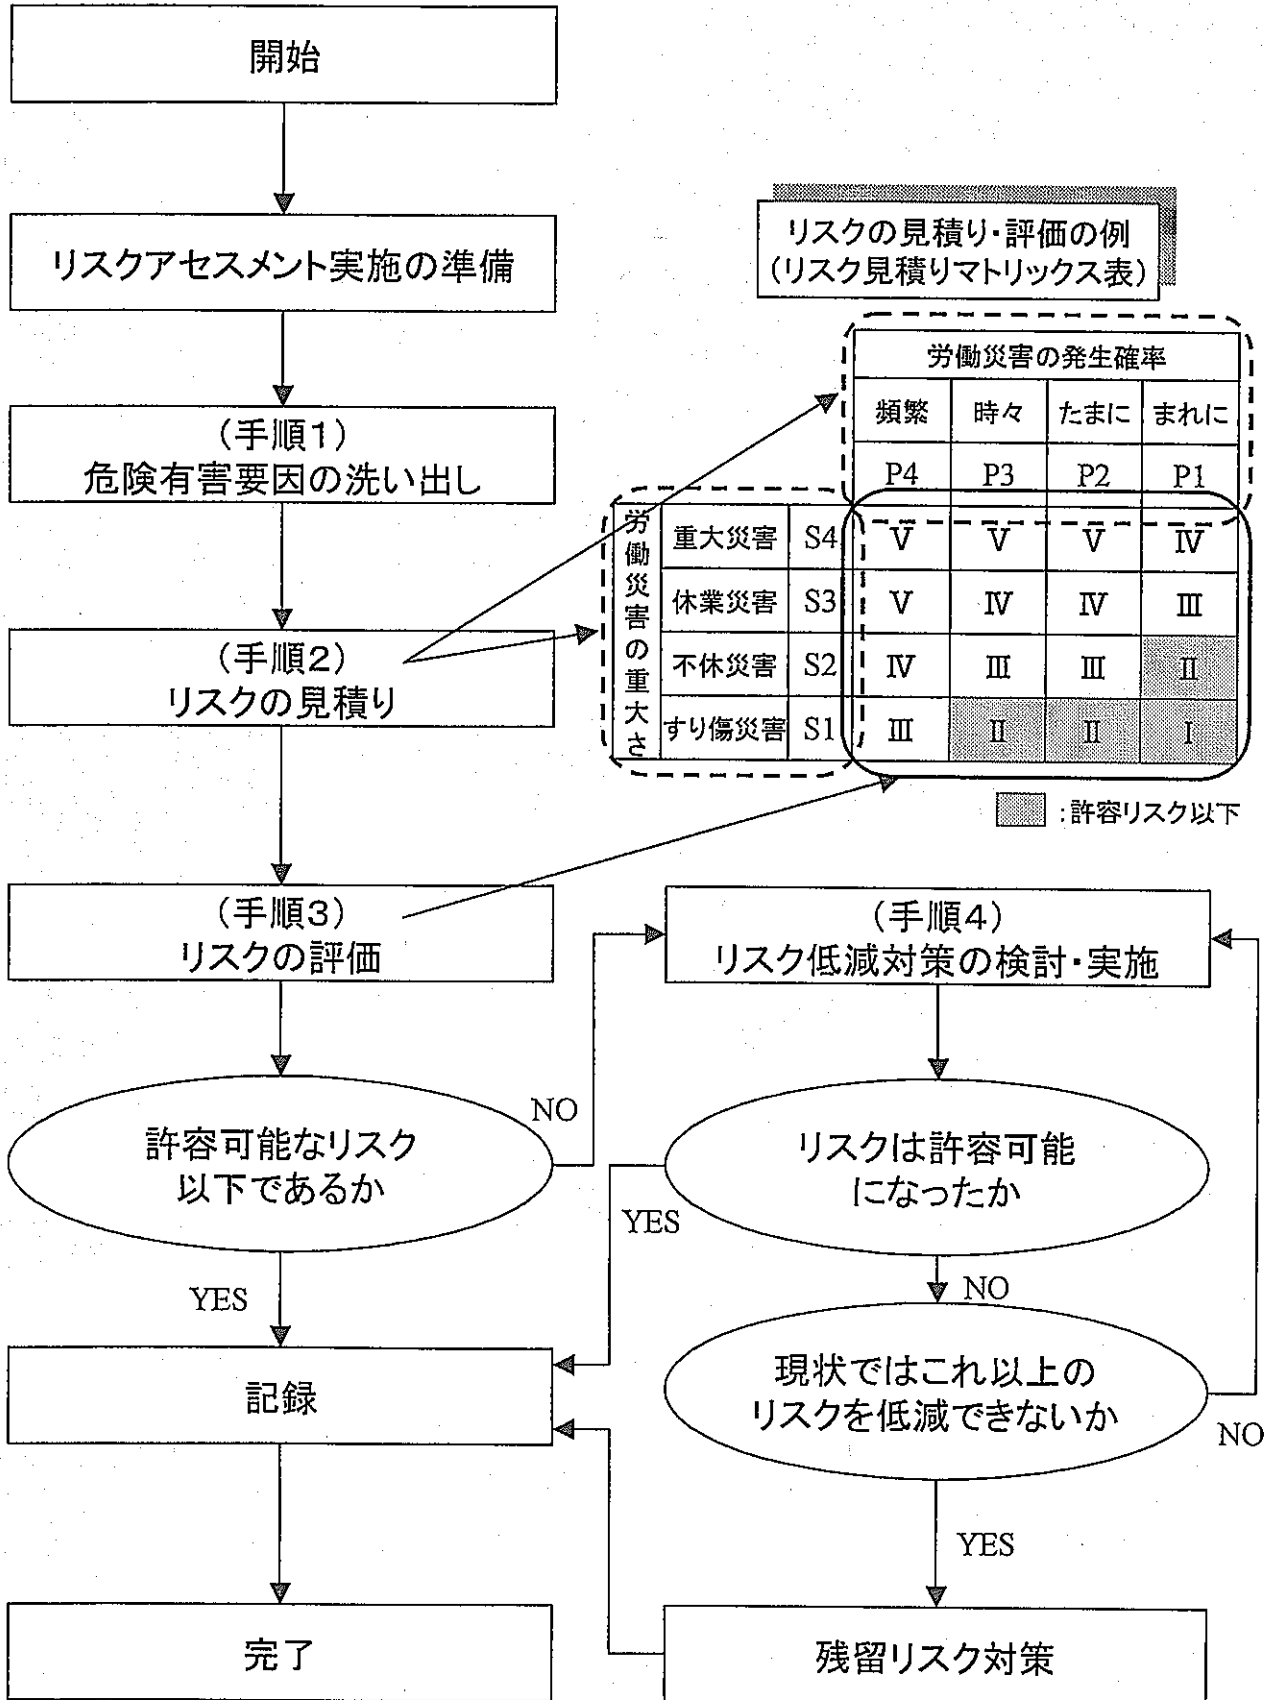 開始
リスクアセスメント実施の準備
(手順1)
危険有害要因の洗い出し
(手順2)
リスクの見積り
リスクの見積り・評価の例
(リスク見積りマトリックス表)
労働災害の発生確率
頻繁 時々 たまに まれに
P4 P3 P2 P1
労働災害の重大さ
重大災害 S4 Ⅴ Ⅴ Ⅴ Ⅳ
休業災害 S3 Ⅴ Ⅳ Ⅳ Ⅲ
不休災害 S2 Ⅳ Ⅲ Ⅲ Ⅱ
すり傷災害 S1 Ⅲ Ⅱ Ⅱ Ⅰ
:許容リスク以下
(手順3)
リスクの評価
(手順4)
リスク低減対策の検討・実施
許容可能なリスク
以下であるか
NO
YES
リスクは許容可能
になったか
YES
NO
現状ではこれ以上の
リスクを低減できないか
NO
YES
記録
完了
残留リスク対策